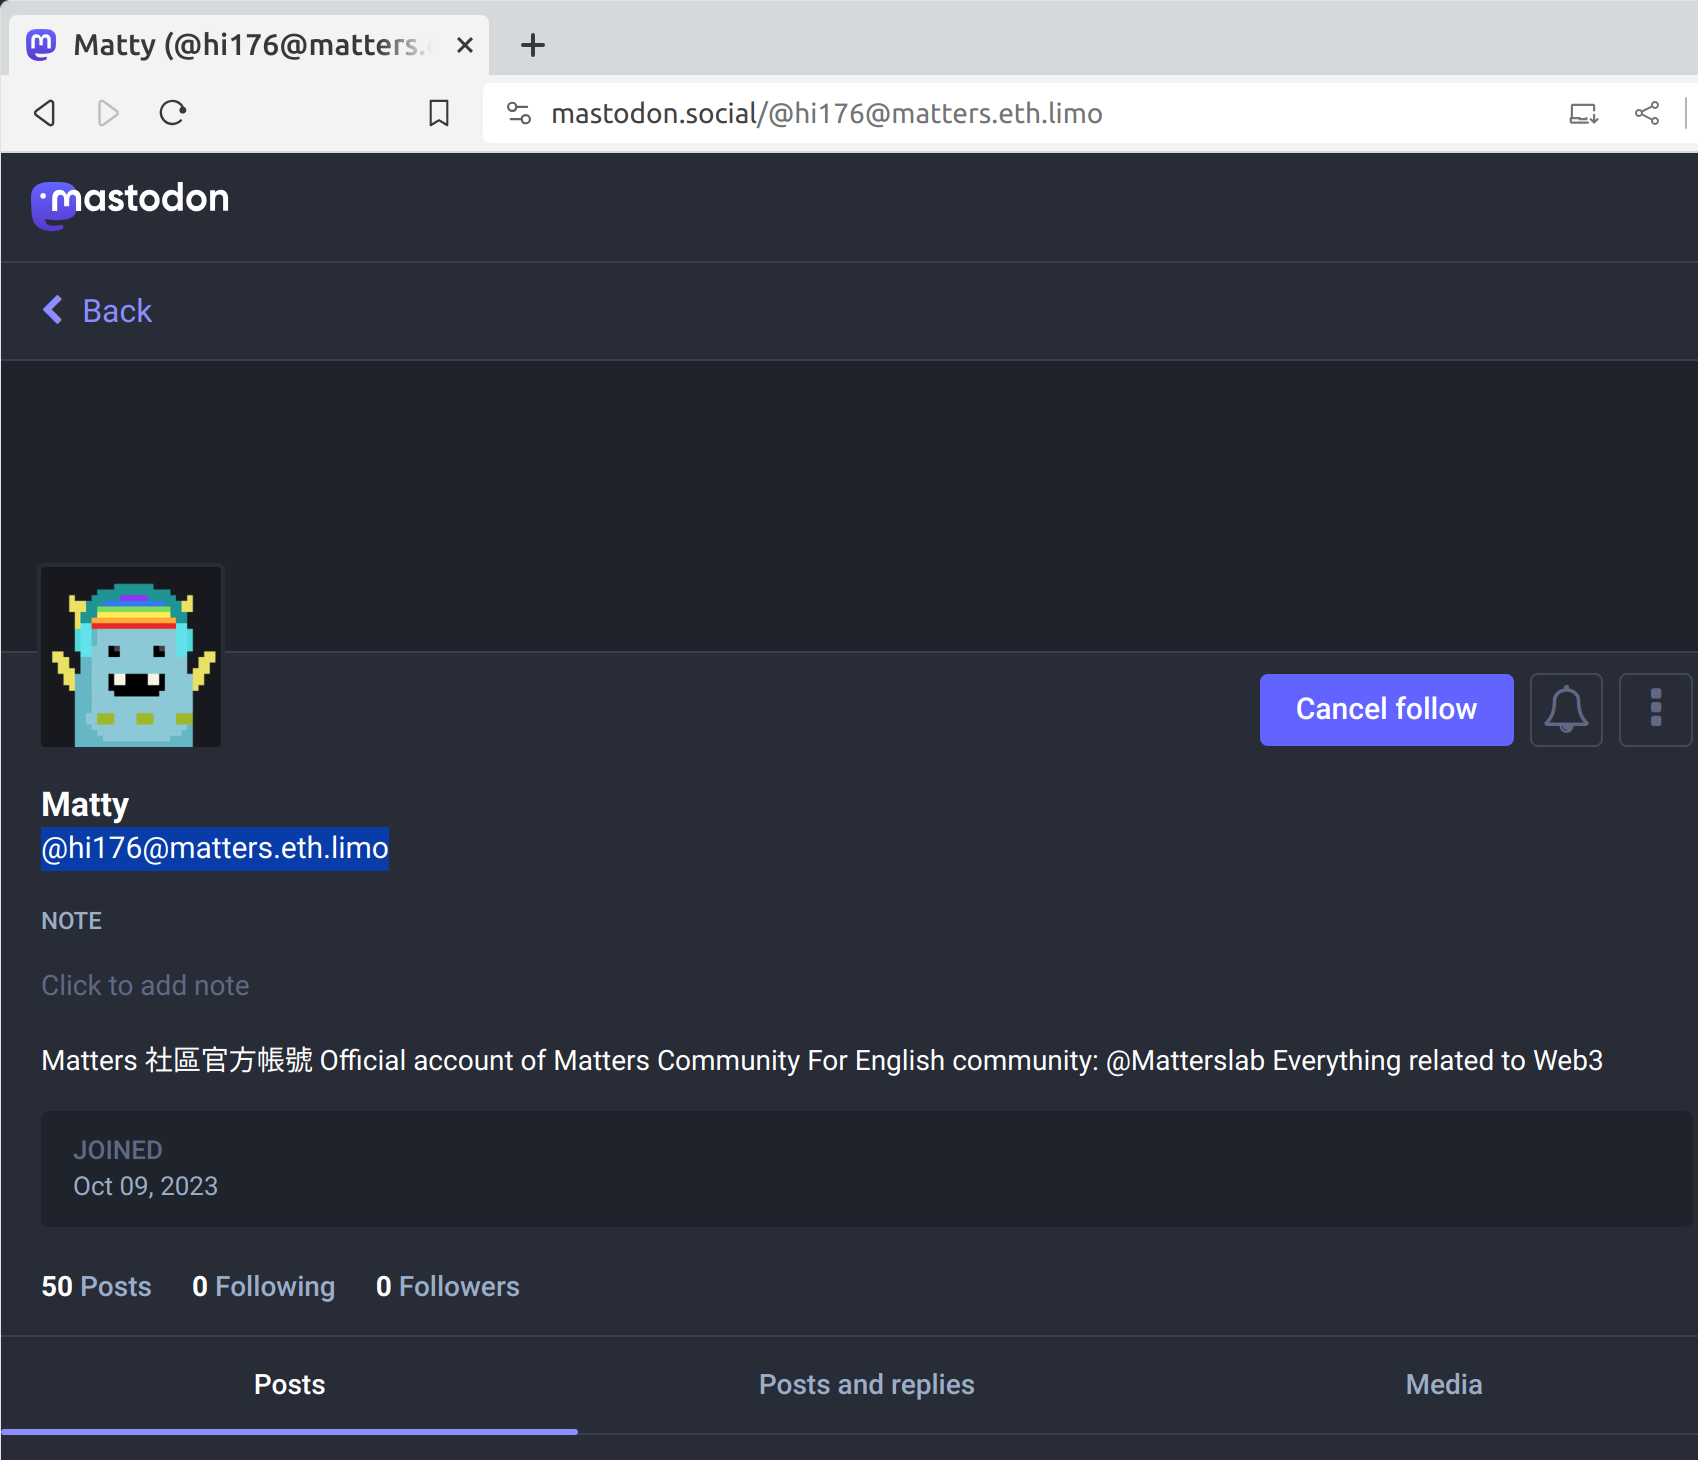 Matty (@hi176@matters.
mastodon.social/@hi176@matters.eth.limo
mastodon
Back
Cancel follow
Matty
@hi176@matters.eth.limo
NOTE
Click to add note
Matters 社區官方帳號 Official account of Matters Community For English community: @Matterslab Everything related to Web3
JOINED
Oct 09, 2023
50 Posts 0 Following 0 Followers
Posts Posts and replies Media